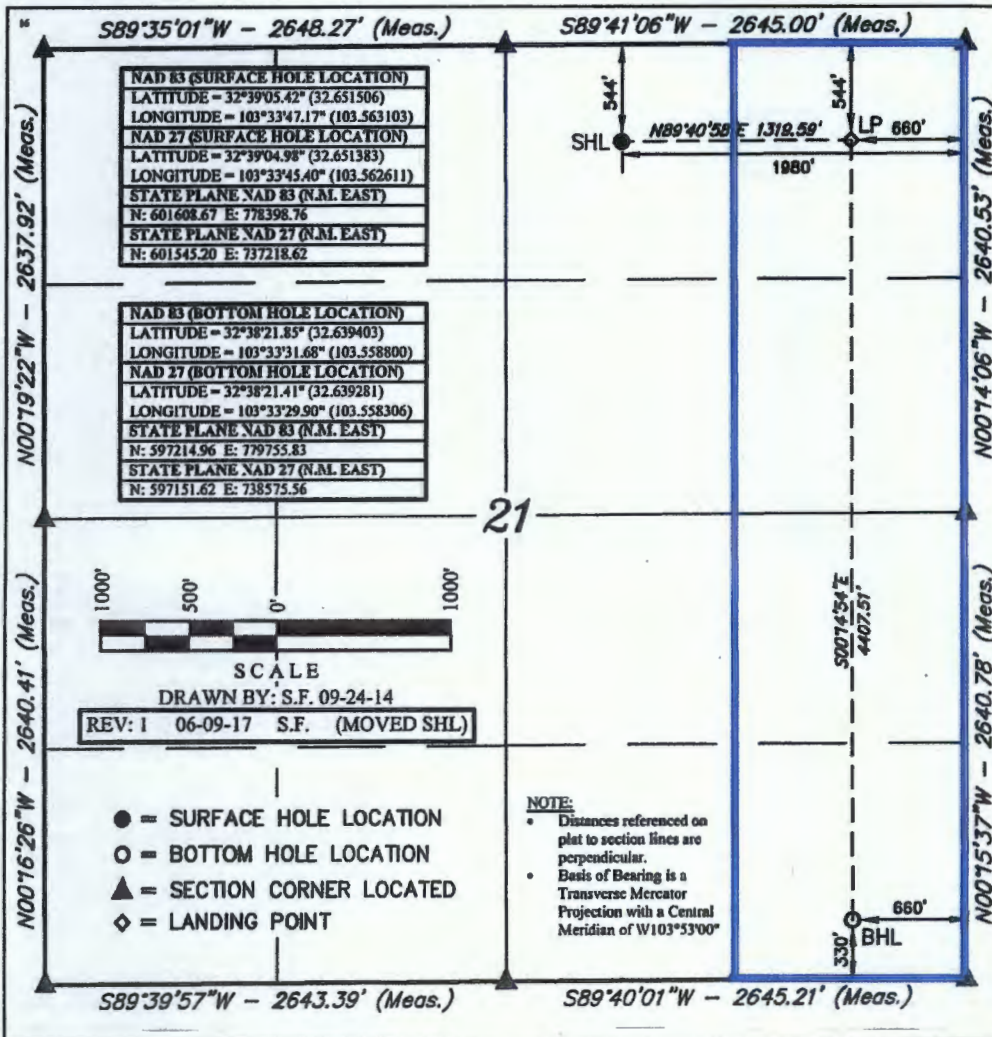 16
S89°35'01"W – 2648.27' (Meas.)
S89°41'06"W – 2645.00' (Meas.)
N00°19'22"W – 2637.92' (Meas.)
NAD 83 (SURFACE HOLE LOCATION)
LATITUDE = 32°39'05.42" (32.651506)
LONGITUDE = 103°33'47.17" (103.563103)
NAD 27 (SURFACE HOLE LOCATION)
LATITUDE = 32°39'04.98" (32.651383)
LONGITUDE = 103°33'45.40" (103.562611)
STATE PLANE NAD 83 (N.M. EAST)
N: 601608.67 E: 778398.76
STATE PLANE NAD 27 (N.M. EAST)
N: 601545.20 E: 737218.62
544'
544'
SHL
N89°40'58"E 1319.59'
LP
660'
1980'
N00°14'06"W – 2640.53' (Meas.)
NAD 83 (BOTTOM HOLE LOCATION)
LATITUDE = 32°38'21.85" (32.639403)
LONGITUDE = 103°33'31.68" (103.558800)
NAD 27 (BOTTOM HOLE LOCATION)
LATITUDE = 32°38'21.41" (32.639281)
LONGITUDE = 103°33'29.90" (103.558306)
STATE PLANE NAD 83 (N.M. EAST)
N: 597214.96 E: 779755.83
STATE PLANE NAD 27 (N.M. EAST)
N: 597151.62 E: 738575.56
21
N00°16'26"W – 2640.41' (Meas.)
1000' 500' 0' 1000'
SCALE
DRAWN BY: S.F. 09-24-14
REV: 1 06-09-17 S.F. (MOVED SHL)
S00°14'54"E
4407.51'
N00°15'37"W – 2640.78' (Meas.)
= SURFACE HOLE LOCATION
= BOTTOM HOLE LOCATION
= SECTION CORNER LOCATED
= LANDING POINT
NOTE:
• Distances referenced on
plat to section lines are
perpendicular.
• Basis of Bearing is a
Transverse Mercator
Projection with a Central
Meridian of W103°53'00"
660'
BHL
330'
S89°39'57"W – 2643.39' (Meas.)
S89°40'01"W – 2645.21' (Meas.)